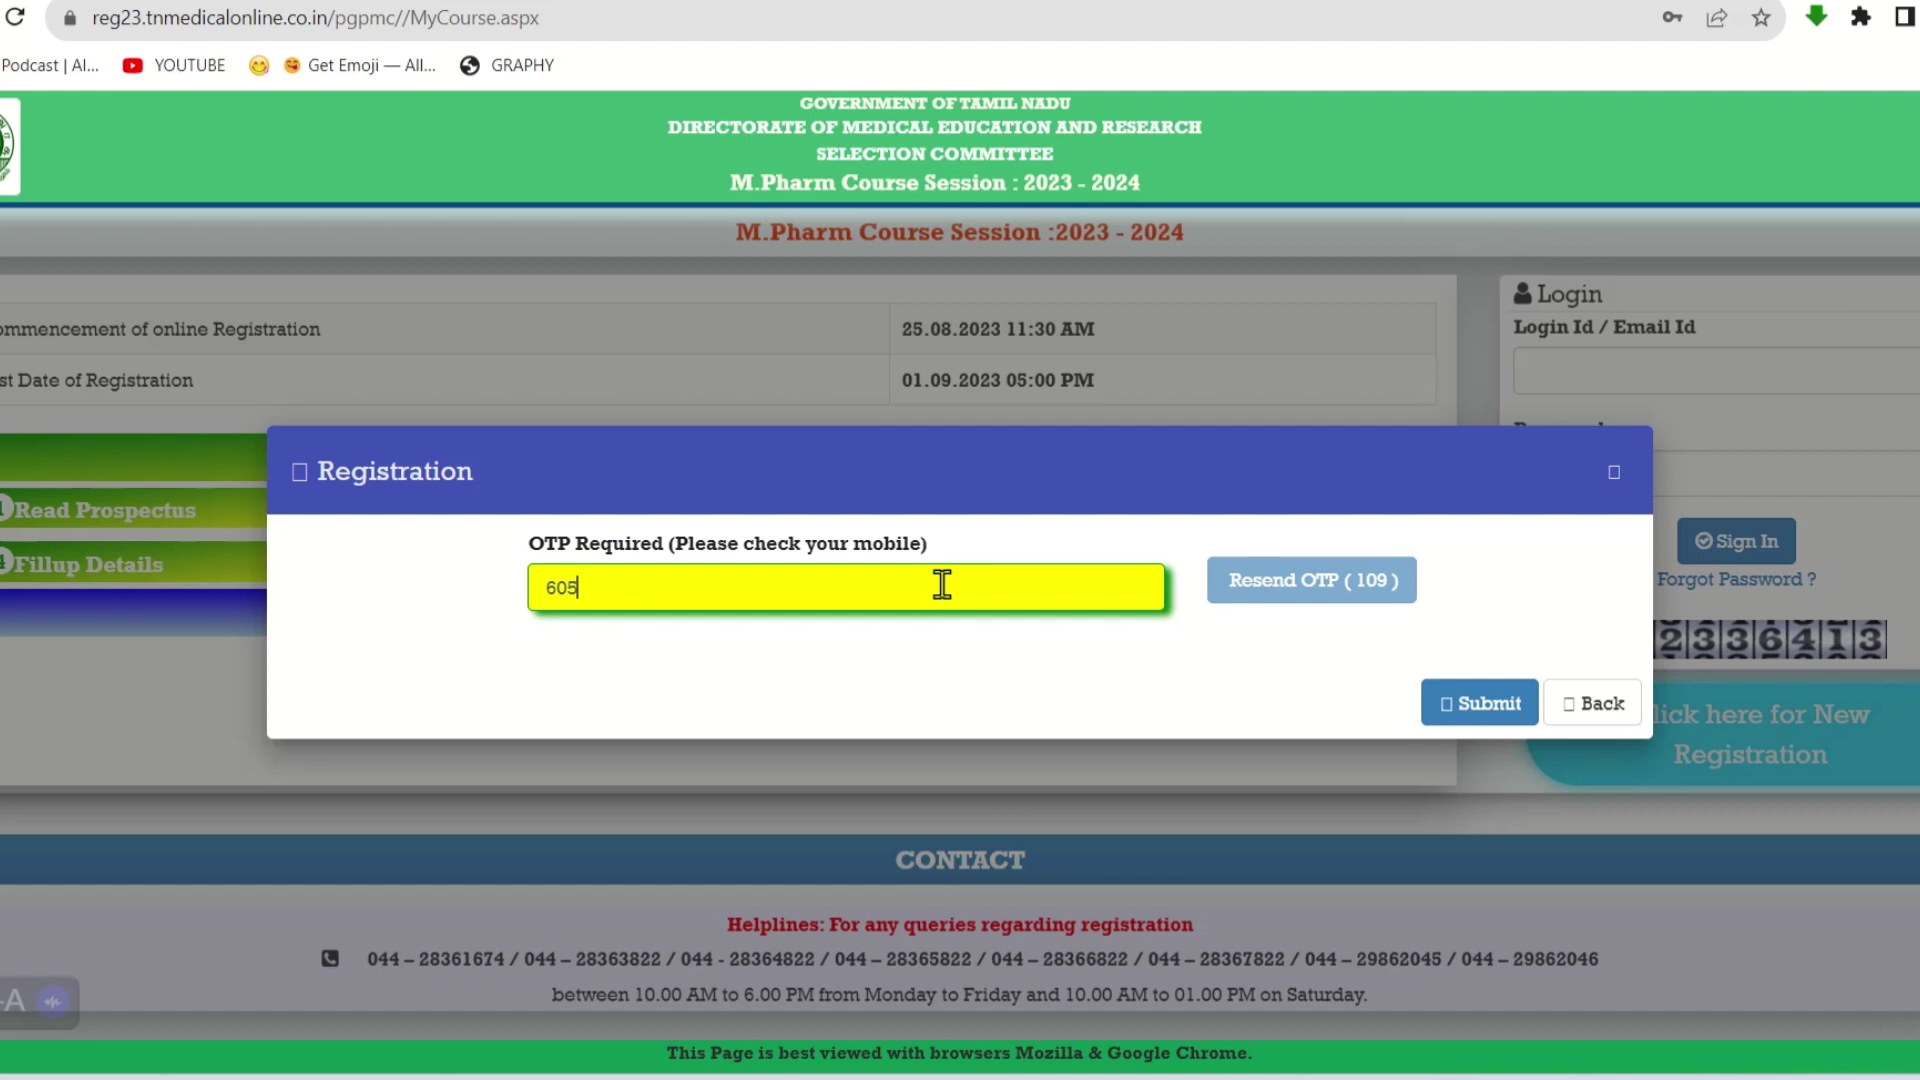 reg23.tnmedicalonline.co.in/pgpmc//MyCourse.aspx
Podcast | AI...
YOUTUBE
Get Emoji — All...
GRAPHY
GOVERNMENT OF TAMIL NADU
DIRECTORATE OF MEDICAL EDUCATION AND RESEARCH
SELECTION COMMITTEE
M.Pharm Course Session : 2023 - 2024
M.Pharm Course Session :2023 - 2024
ommencement of online Registration
25.08.2023 11:30 AM
st Date of Registration
01.09.2023 05:00 PM
Login
Login Id / Email Id
Registration
OTP Required (Please check your mobile)
605
Resend OTP ( 109 )
Submit
Back
1 Read Prospectus
4 Fillup Details
Sign In
Forgot Password ?
2336413
lick here for New
Registration
CONTACT
Helplines: For any queries regarding registration
044 – 28361674 / 044 – 28363822 / 044 - 28364822 / 044 – 28365822 / 044 – 28366822 / 044 – 28367822 / 044 – 29862045 / 044 – 29862046
between 10.00 AM to 6.00 PM from Monday to Friday and 10.00 AM to 01.00 PM on Saturday.
-A
This Page is best viewed with browsers Mozilla & Google Chrome.